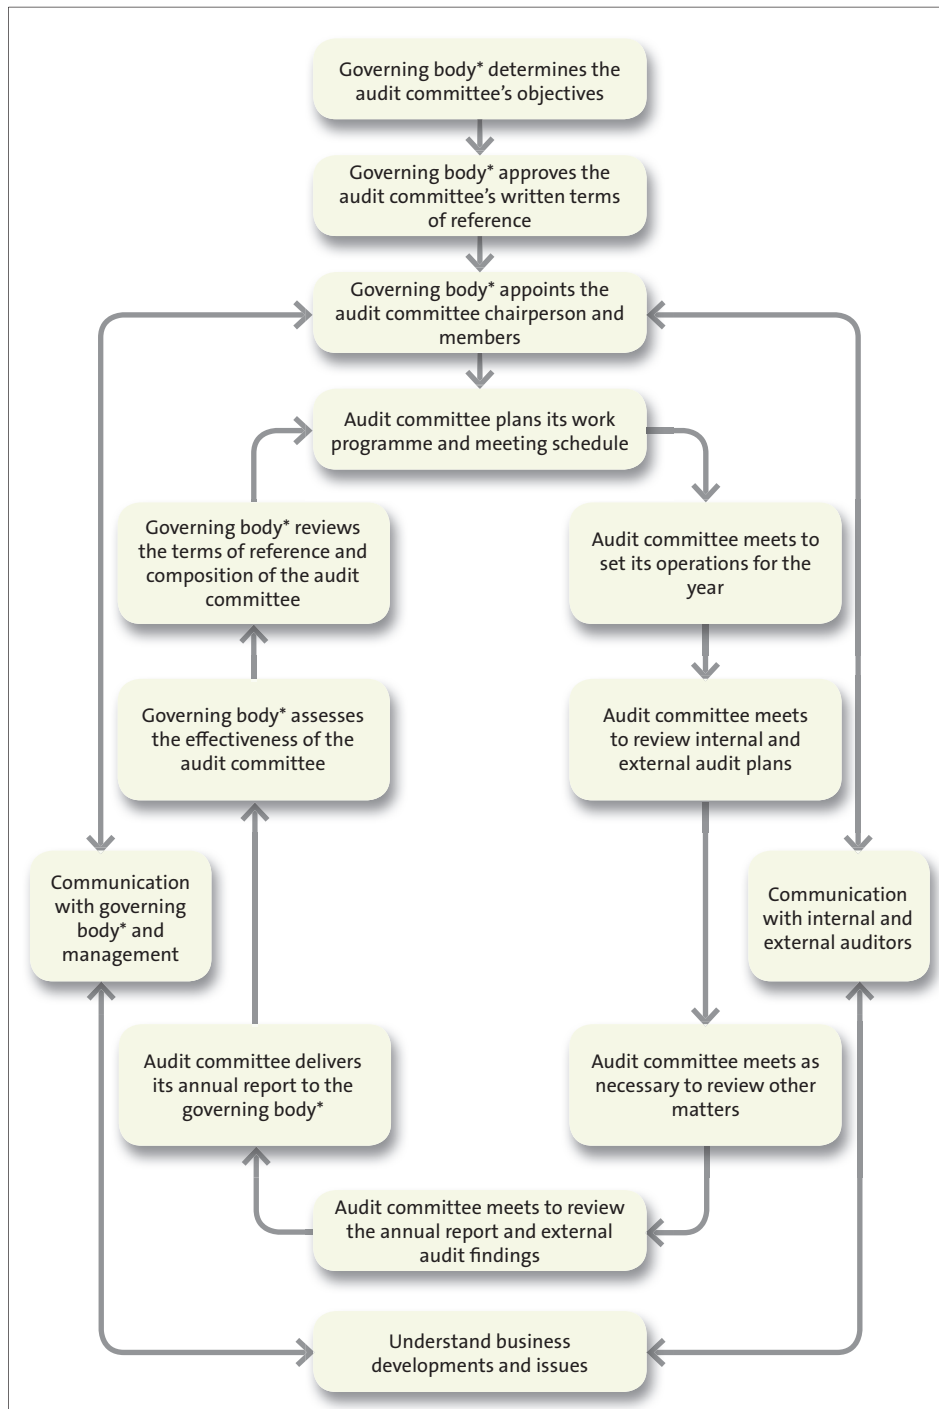 Governing body* determines the
audit committee’s objectives
Governing body* approves the
audit committee’s written terms
of reference
Governing body* appoints the
audit committee chairperson and
members
Audit committee plans its work
programme and meeting schedule
Governing body* reviews
the terms of reference and
composition of the audit
committee
Audit committee meets to
set its operations for the
year
Governing body* assesses
the effectiveness of the
audit committee
Audit committee meets
to review internal and
external audit plans
Communication
with governing
body* and
management
Communication
with internal and
external auditors
Audit committee delivers
its annual report to the
governing body*
Audit committee meets as
necessary to review other
matters
Audit committee meets to review
the annual report and external
audit findings
Understand business
developments and issues